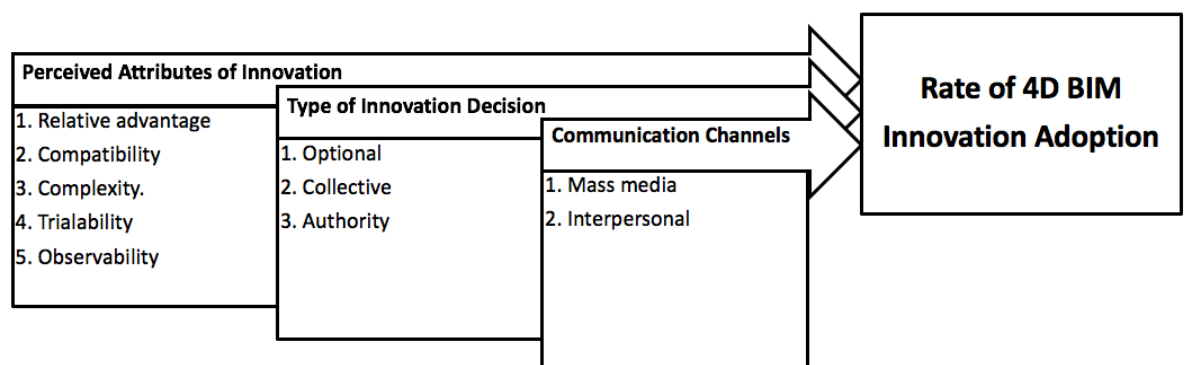 Perceived Attributes of Innovation
1. Relative advantage
2. Compatibility
3. Complexity.
4. Trialability
5. Observability
Type of Innovation Decision
1. Optional
2. Collective
3. Authority
Communication Channels
1. Mass media
2. Interpersonal
Rate of 4D BIM
Innovation Adoption